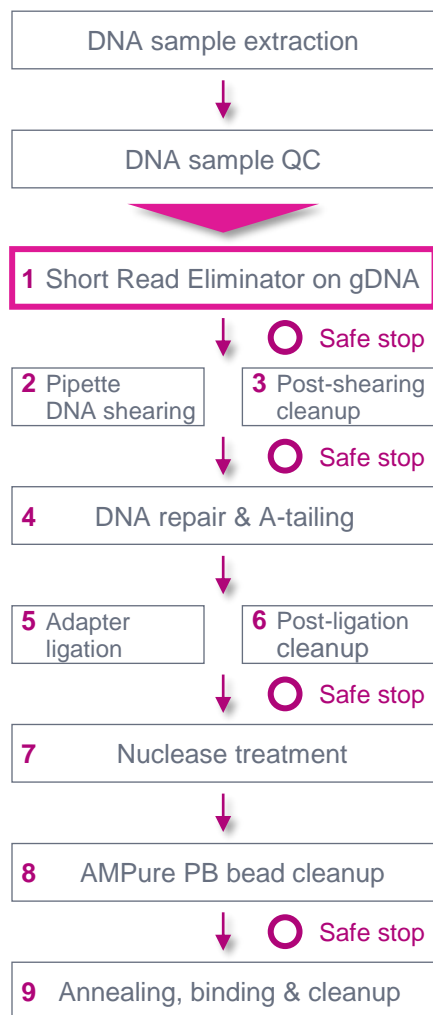 DNA sample extraction
DNA sample QC
1 Short Read Eliminator on gDNA
Safe stop
2 Pipette
DNA shearing
3 Post-shearing
cleanup
Safe stop
4 DNA repair & A-tailing
5 Adapter
ligation
6 Post-ligation
cleanup
Safe stop
7 Nuclease treatment
8 AMPure PB bead cleanup
Safe stop
9 Annealing, binding & cleanup